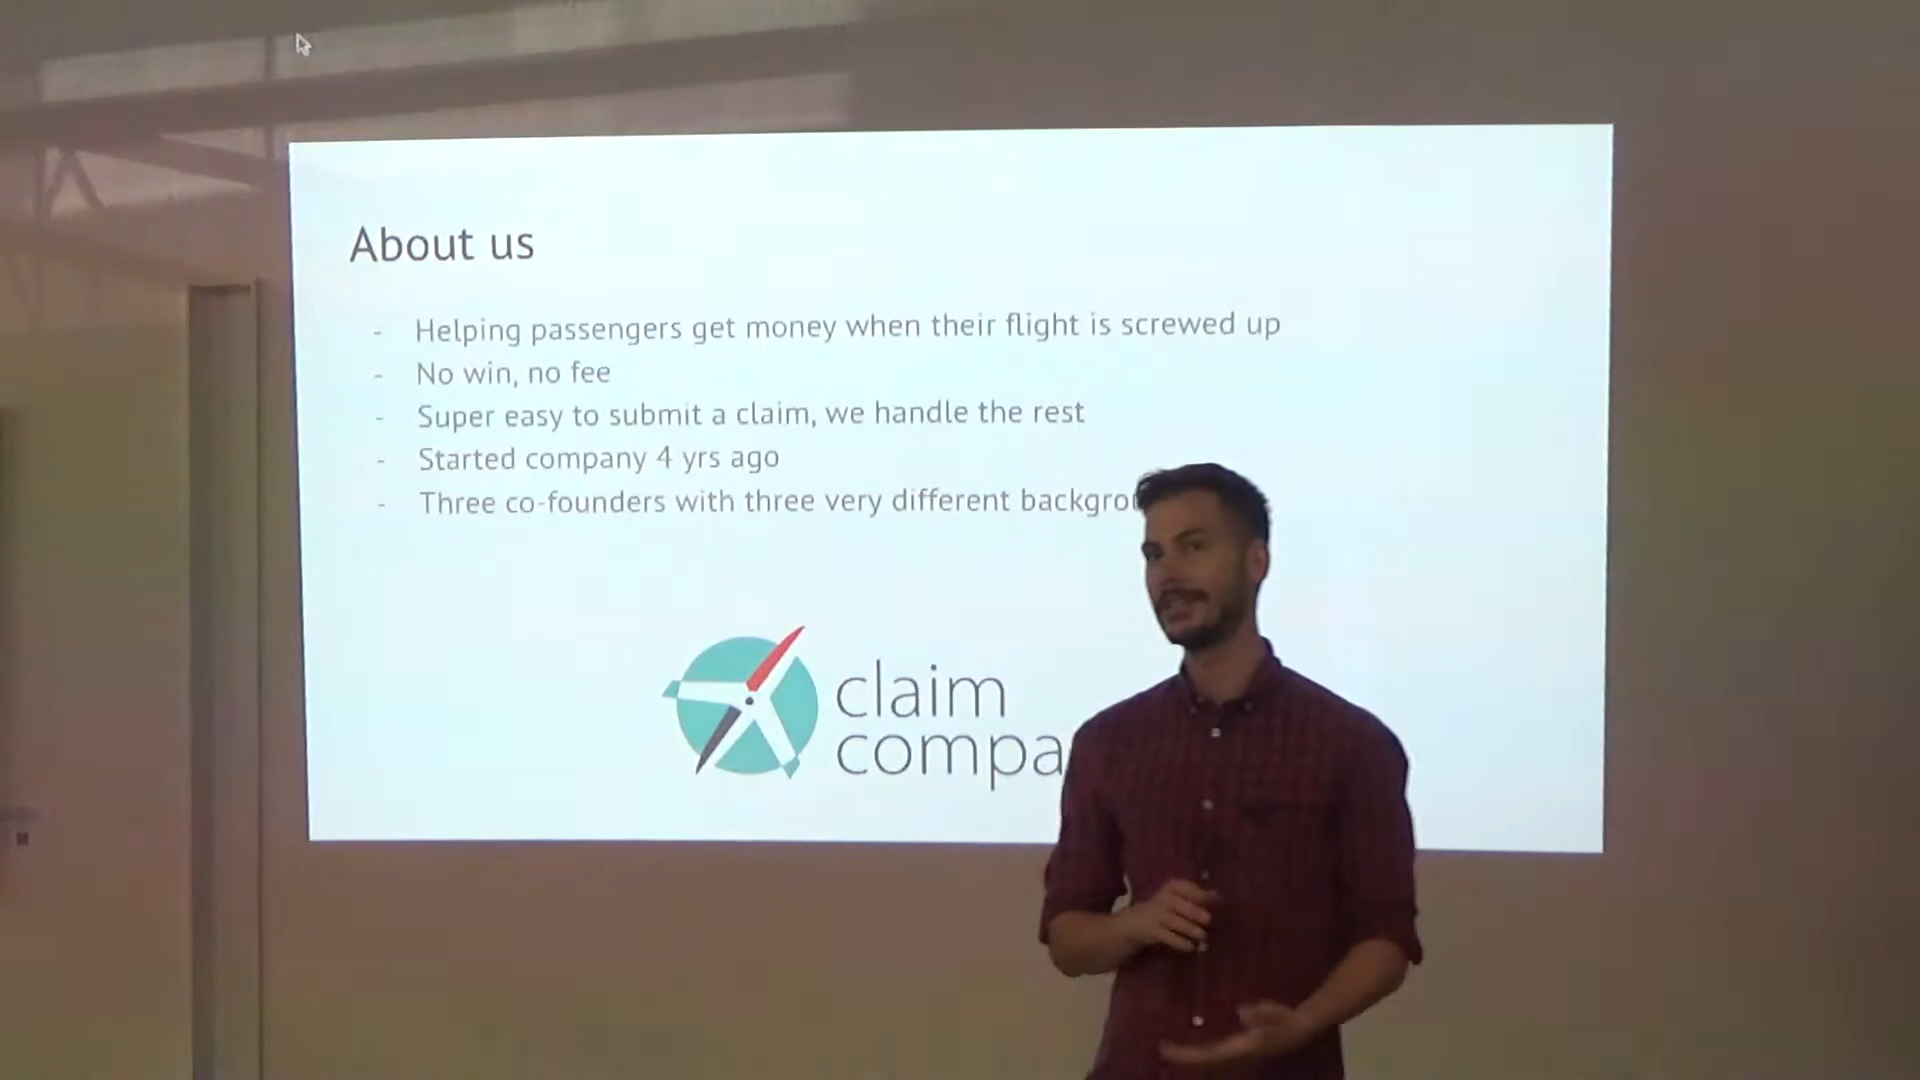 About us
- Helping passengers get money when their flight is screwed up
- No win, no fee
- Super easy to submit a claim, we handle the rest
- Started company 4 yrs ago
- Three co-founders with three very different
claim